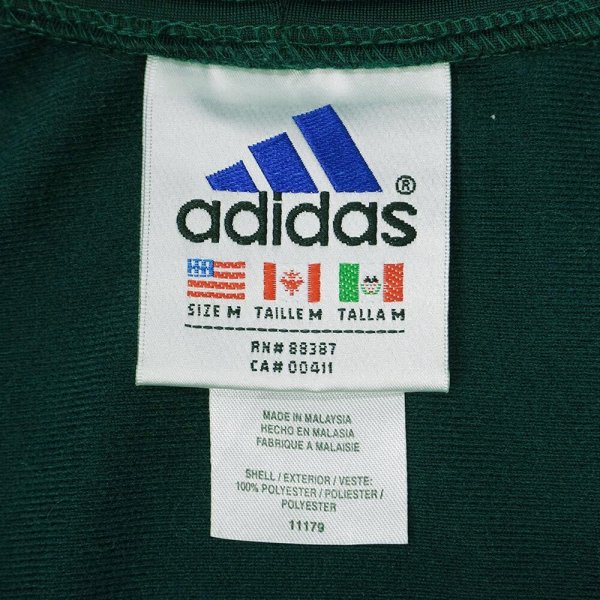 adidas ®
SIZE M TAILLE M TALLA M
RN# 88387
CA# 00411
MADE IN MALAYSIA
HECHO EN MALASIA
FABRIQUE A MALAISIE
SHELL / EXTERIOR / VESTE:
100% POLYESTER / POLIESTER /
POLYESTER
11179